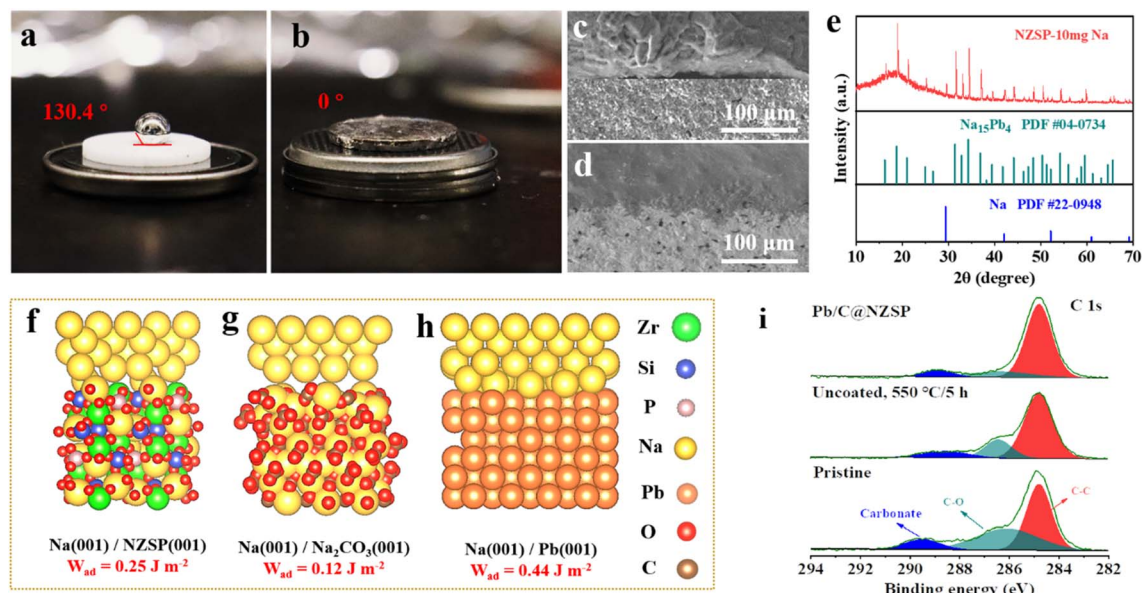 a
130.4 °
b
0 °
c
100 µm
d
100 µm
e
NZSP-10mg Na
Na₁₅Pb₄ PDF #04-0734
Na PDF #22-0948
Intensity (a.u.)
10 20 30 40 50 60 70
2θ (degree)
f
Na(001) / NZSP(001)
W_ad = 0.25 J m⁻²
g
Na(001) / Na₂CO₃(001)
W_ad = 0.12 J m⁻²
h
Na(001) / Pb(001)
W_ad = 0.44 J m⁻²
Zr
Si
P
Na
Pb
O
C
i
Pb/C@NZSP
C 1s
Uncoated, 550 °C/5 h
Pristine
Carbonate
C-O
C-C
294 292 290 288 286 284 282
Binding energy (eV)